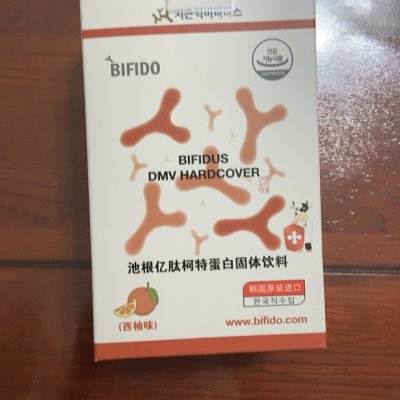 BIFIDO
건강
기능식품
BIFIDUS
DMV HARDCOVER
池根亿肽柯特蛋白固体饮料
韩国原装进口
한국직수입
(西柚味)
www.bifido.com